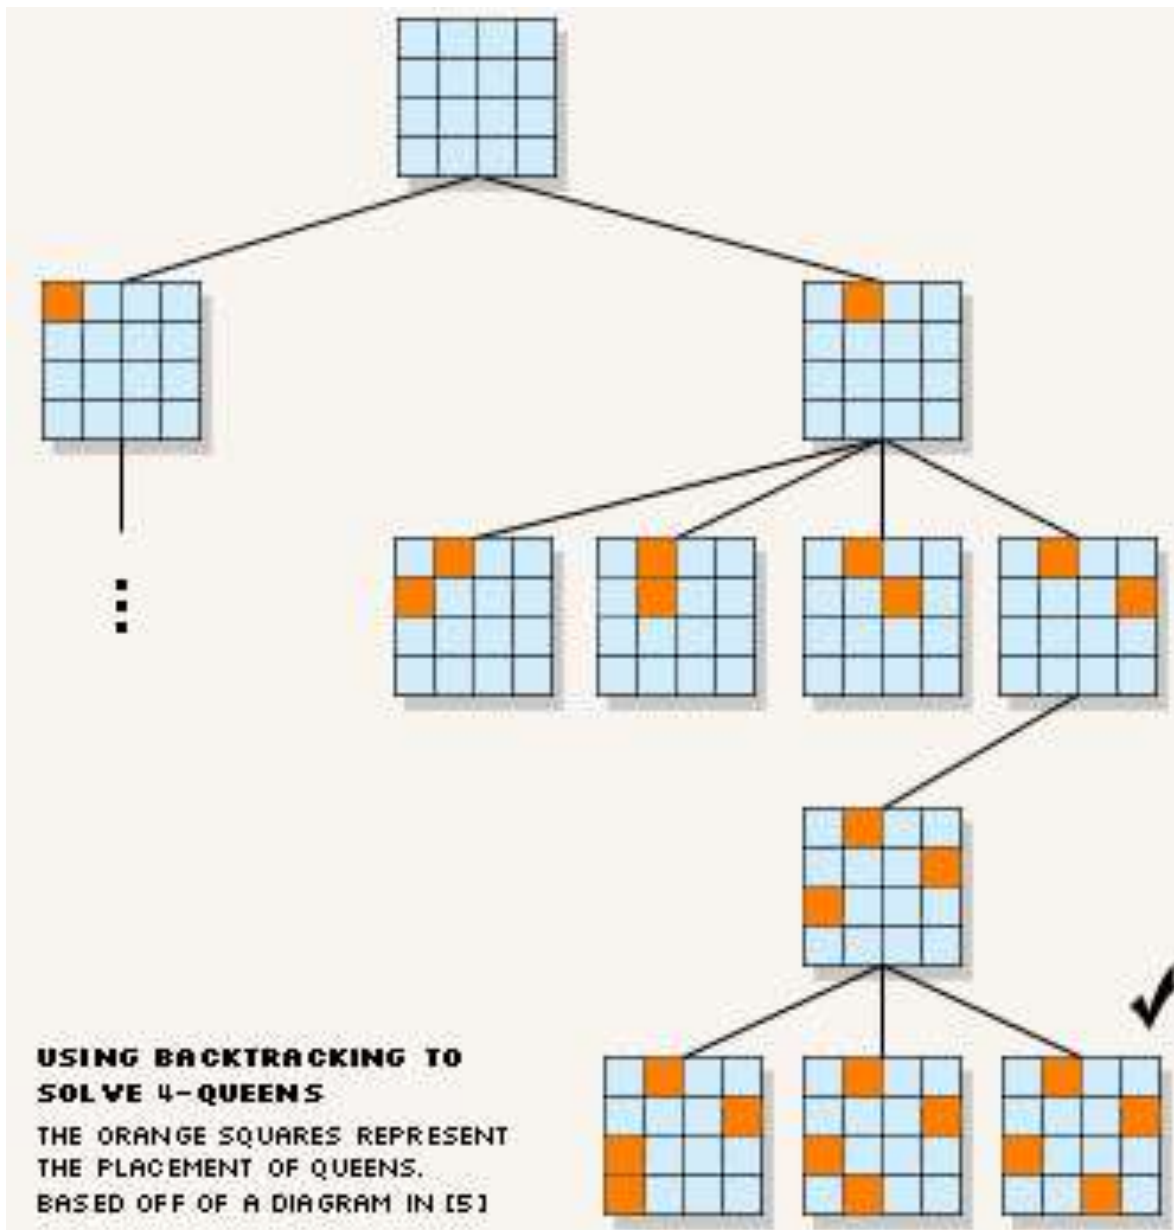 USING BACKTRACKING TO
SOLVE 4-QUEENS
THE ORANGE SQUARES REPRESENT
THE PLACEMENT OF QUEENS.
BASED OFF OF A DIAGRAM IN [5]